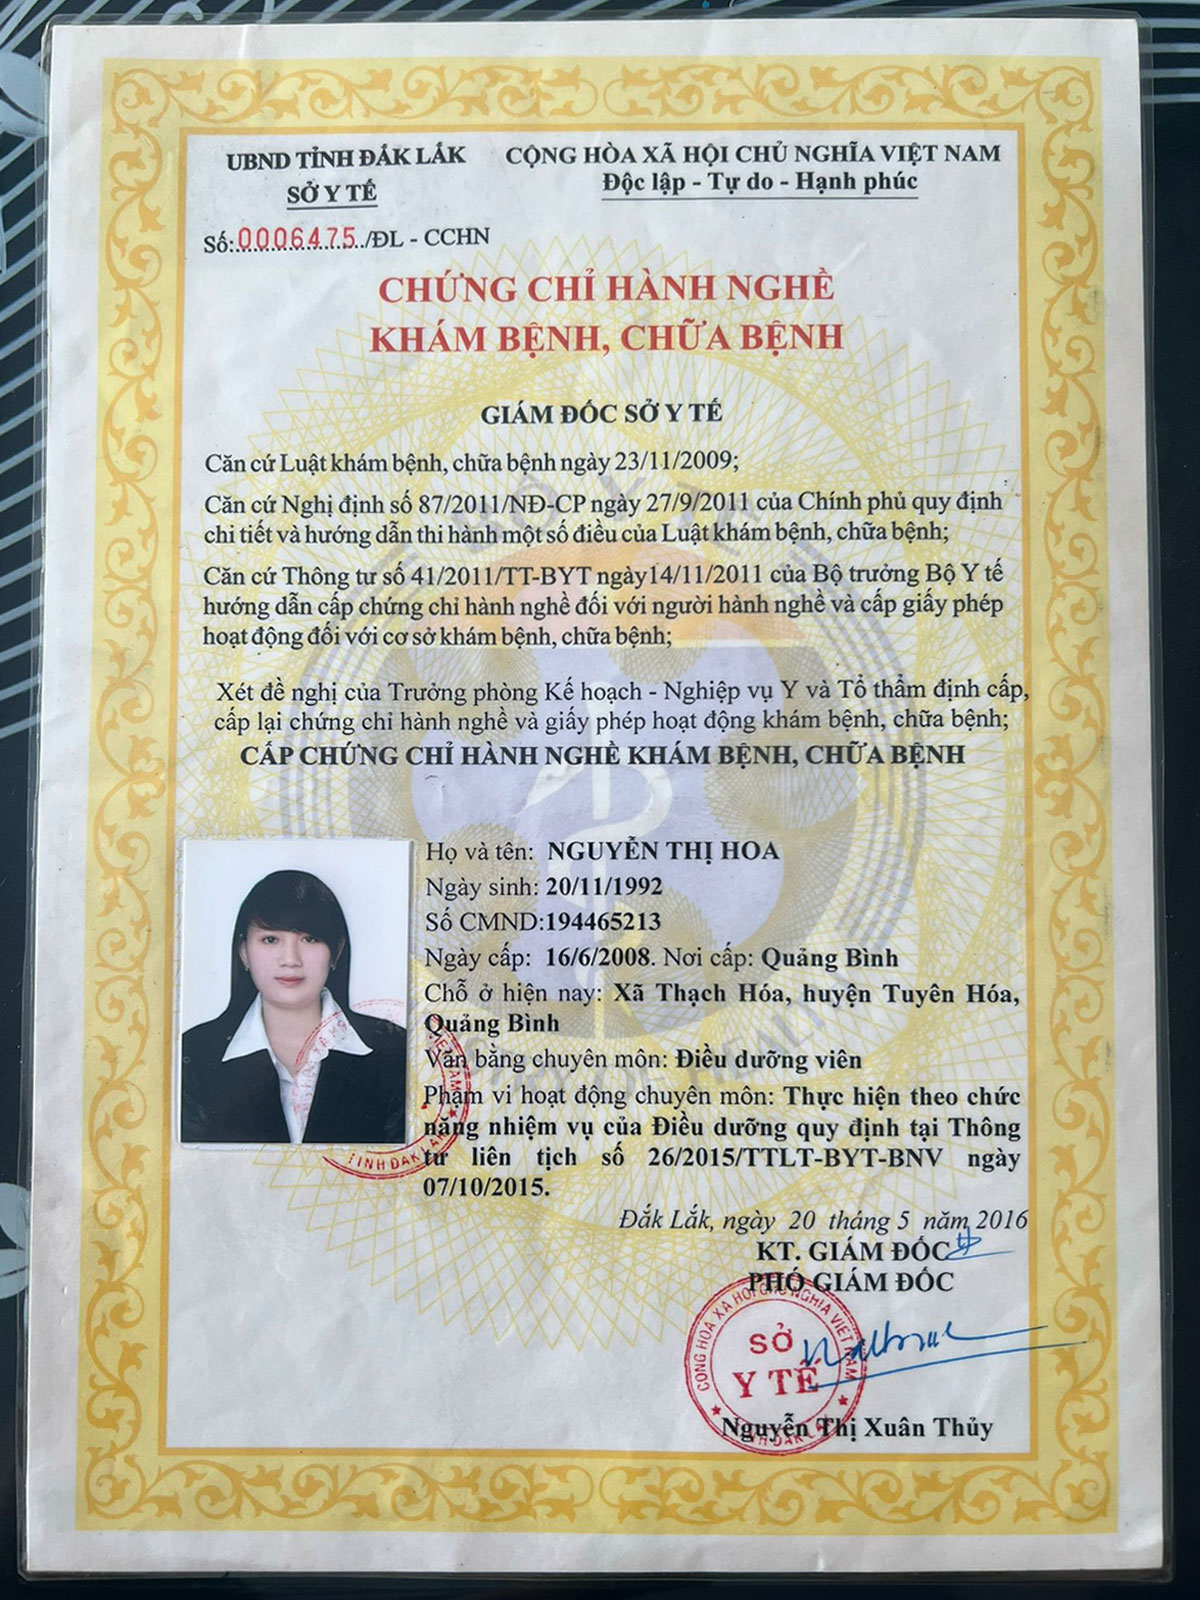 UBND TỈNH ĐẮK LẮK
SỞ Y TẾ
CỘNG HÒA XÃ HỘI CHỦ NGHĨA VIỆT NAM
Độc lập - Tự do - Hạnh phúc
Số:0006475./ĐL - CCHN
CHỨNG CHỈ HÀNH NGHỀ
KHÁM BỆNH, CHỮA BỆNH
GIÁM ĐỐC SỞ Y TẾ
Căn cứ Luật khám bệnh, chữa bệnh ngày 23/11/2009;
Căn cứ Nghị định số 87/2011/NĐ-CP ngày 27/9/2011 của Chính phủ quy định
chi tiết và hướng dẫn thi hành một số điều của Luật khám bệnh, chữa bệnh;
Căn cứ Thông tư số 41/2011/TT-BYT ngày14/11/2011 của Bộ trưởng Bộ Y tế
hướng dẫn cấp chứng chỉ hành nghề đối với người hành nghề và cấp giấy phép
hoạt động đối với cơ sở khám bệnh, chữa bệnh;
Xét đề nghị của Trưởng phòng Kế hoạch - Nghiệp vụ Y và Tổ thẩm định cấp,
cấp lại chứng chỉ hành nghề và giấy phép hoạt động khám bệnh, chữa bệnh;
CẤP CHỨNG CHỈ HÀNH NGHỀ KHÁM BỆNH, CHỮA BỆNH
Họ và tên: NGUYỄN THỊ HOA
Ngày sinh: 20/11/1992
Số CMND:194465213
Ngày cấp: 16/6/2008. Nơi cấp: Quảng Bình
Chỗ ở hiện nay: Xã Thạch Hóa, huyện Tuyên Hóa,
Quảng Bình
Văn bằng chuyên môn: Điều dưỡng viên
Phạm vi hoạt động chuyên môn: Thực hiện theo chức
năng nhiệm vụ của Điều dưỡng quy định tại Thông
tư liên tịch số 26/2015/TTLT-BYT-BNV ngày
07/10/2015.
TỈNH ĐẮK LẮK
Đắk Lắk, ngày 20 tháng 5 năm 2016
KT. GIÁM ĐỐC
PHÓ GIÁM ĐỐC
CỘNG HÒA XÃ HỘI CHỦ NGHĨA VIỆT NAM
SỞ
Y TẾ
TỈNH ĐẮK LẮK
Nguyễn Thị Xuân Thủy